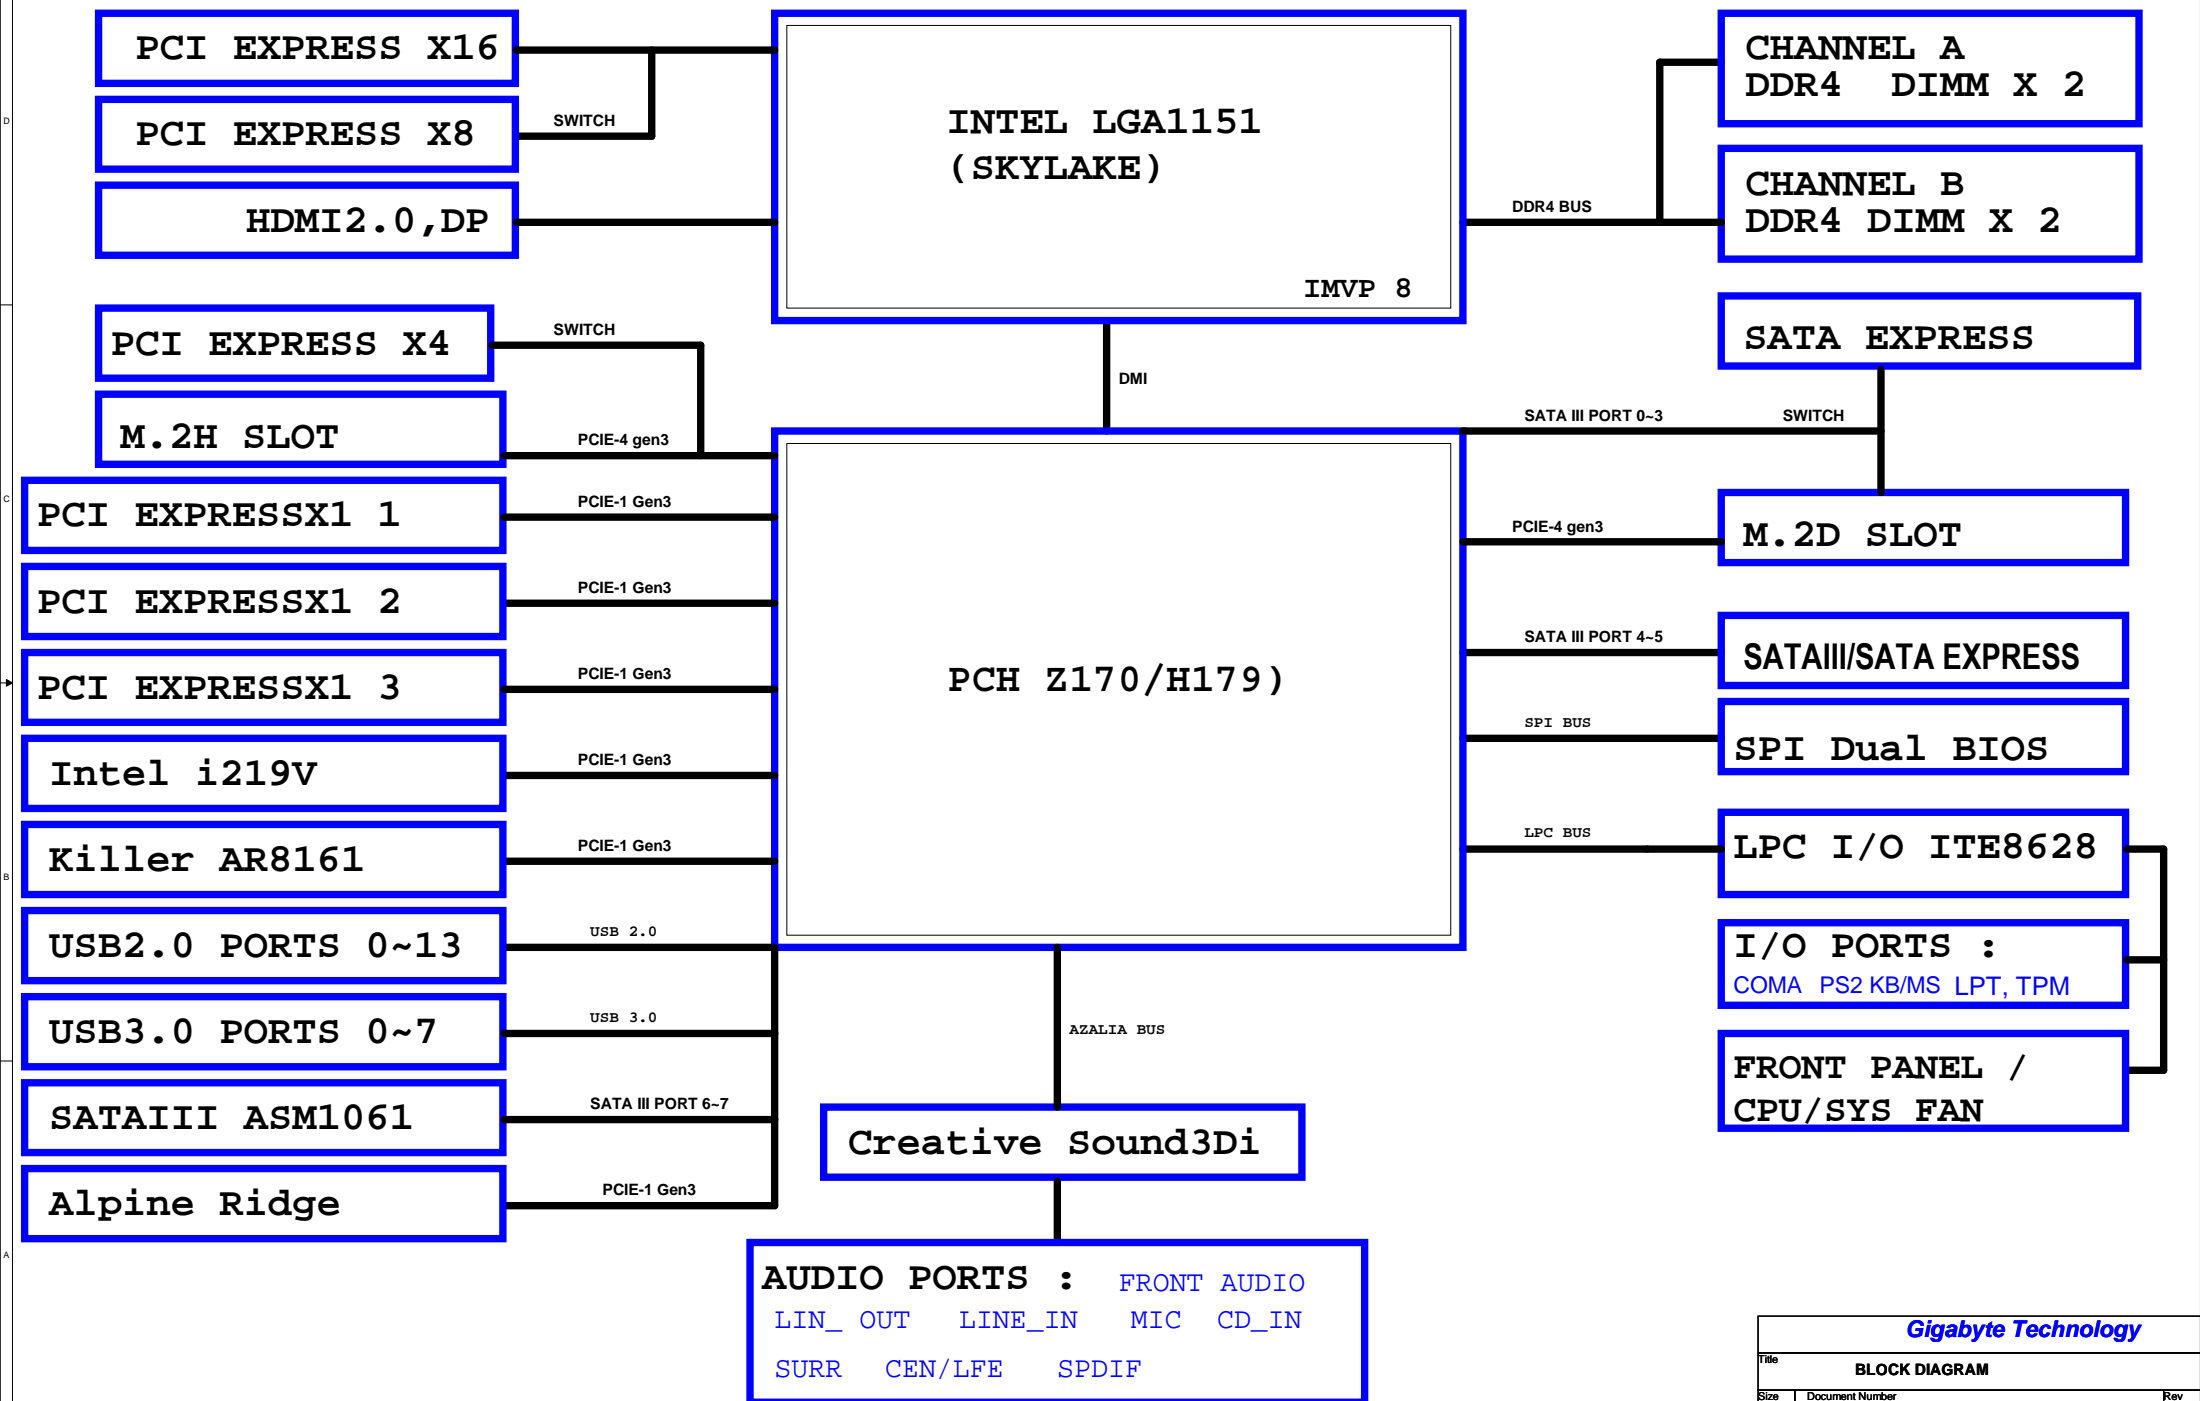 PCI EXPRESS X16
PCI EXPRESS X8
SWITCH
HDMI2.0,DP
INTEL LGA1151
(SKYLAKE)
IMVP 8
CHANNEL A
DDR4 DIMM X 2
CHANNEL B
DDR4 DIMM X 2
DDR4 BUS
PCI EXPRESS X4
SWITCH
M.2H SLOT
PCIE-4 gen3
DMI
SATA EXPRESS
SATA III PORT 0~3
SWITCH
PCI EXPRESSX1 1
PCIE-1 Gen3
PCI EXPRESSX1 2
PCIE-1 Gen3
PCI EXPRESSX1 3
PCIE-1 Gen3
Intel i219V
PCIE-1 Gen3
Killer AR8161
PCIE-1 Gen3
USB2.0 PORTS 0~13
USB 2.0
USB3.0 PORTS 0~7
USB 3.0
SATAIII ASM1061
SATA III PORT 6~7
Alpine Ridge
PCIE-1 Gen3
PCH Z170/H179)
PCIE-4 gen3
M.2D SLOT
SATA III PORT 4~5
SATAIII/SATA EXPRESS
SPI BUS
SPI Dual BIOS
LPC BUS
LPC I/O ITE8628
I/O PORTS :
COMA PS2 KB/MS LPT, TPM
FRONT PANEL /
CPU/SYS FAN
AZALIA BUS
Creative Sound3Di
AUDIO PORTS : FRONT AUDIO
LIN_ OUT LINE_IN MIC CD_IN
SURR CEN/LFE SPDIF
D
C
B
A
Gigabyte Technology
Title
BLOCK DIAGRAM
Size Document Number Rev